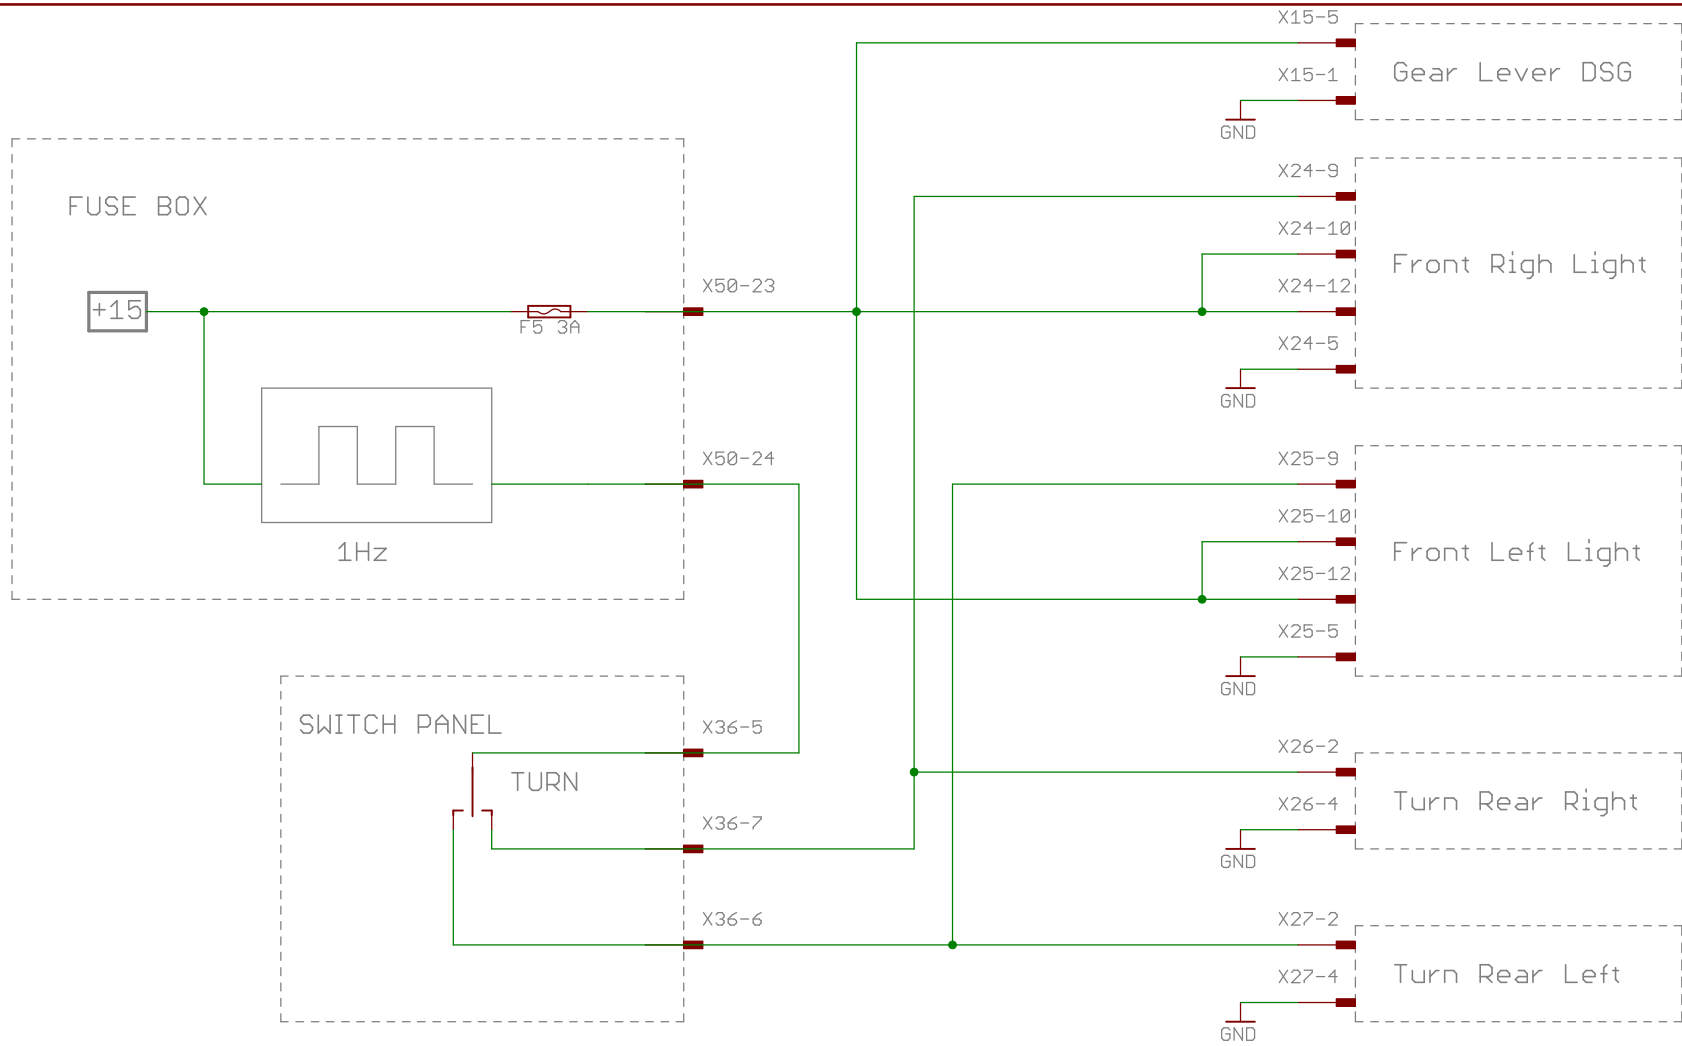 X15-5
Gear Lever DSG
X15-1
GND
X24-9
FUSE BOX
X24-10
Front Righ Light
X50-23
X24-12
+15
F5 3A
X24-5
GND
X50-24
X25-9
X25-10
1Hz
Front Left Light
X25-12
X25-5
GND
SWITCH PANEL
X36-5
X26-2
TURN
Turn Rear Right
X26-4
X36-7
GND
X36-6
X27-2
Turn Rear Left
X27-4
GND